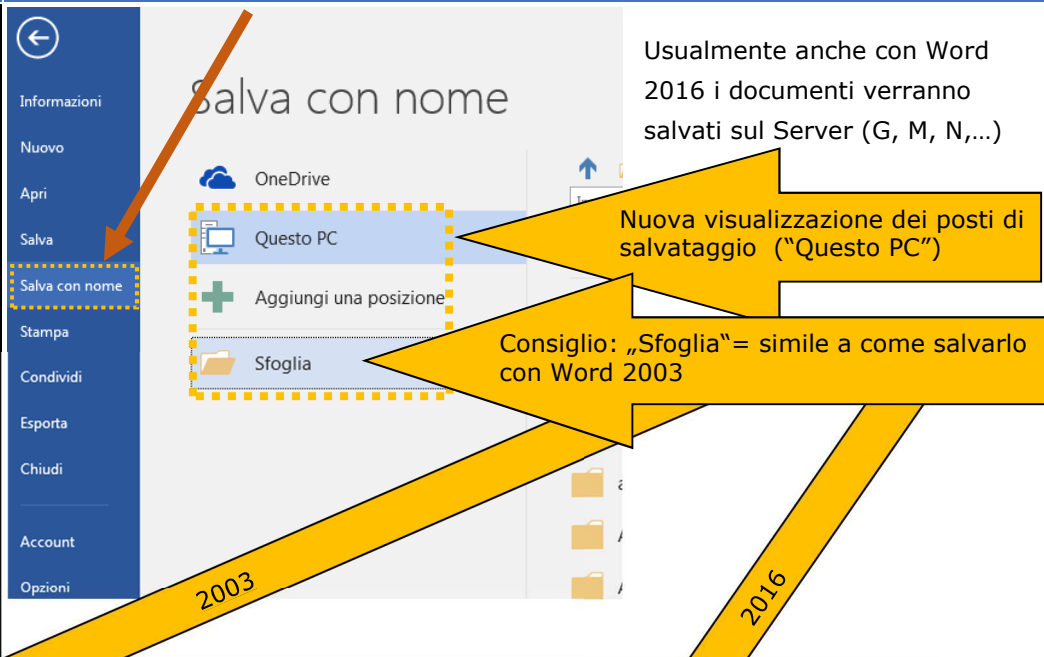 Informazioni
Nuovo
Apri
Salva
Salva con nome
Stampa
Condividi
Esporta
Chiudi
Account
Opzioni
Salva con nome
OneDrive
Questo PC
Aggiungi una posizione
Sfoglia
Usualmente anche con Word
2016 i documenti verranno
salvati sul Server (G, M, N,…)
Nuova visualizzazione dei posti di
salvataggio (“Questo PC”)
Consiglio: „Sfoglia“= simile a come salvarlo
con Word 2003
2003
2016